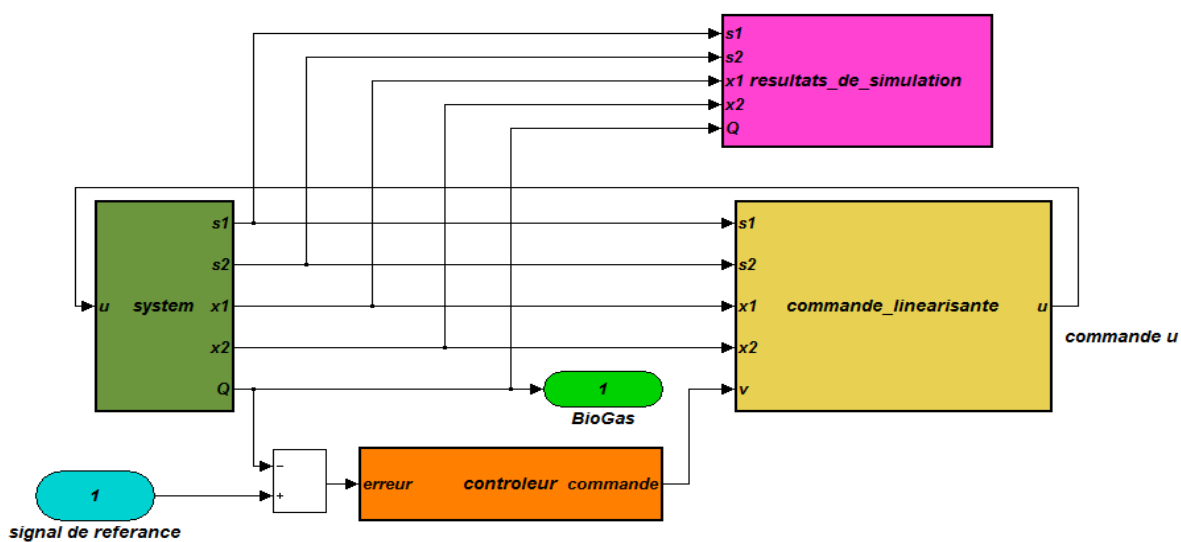 s1
s2
x1 resultats_de_simulation
x2
Q
s1
s2
u system x1
x2
Q
s1
s2
x1 commande_linearisante u
x2
v
commande u
1
BioGas
−
+
erreur controleur commande
1
signal de referance